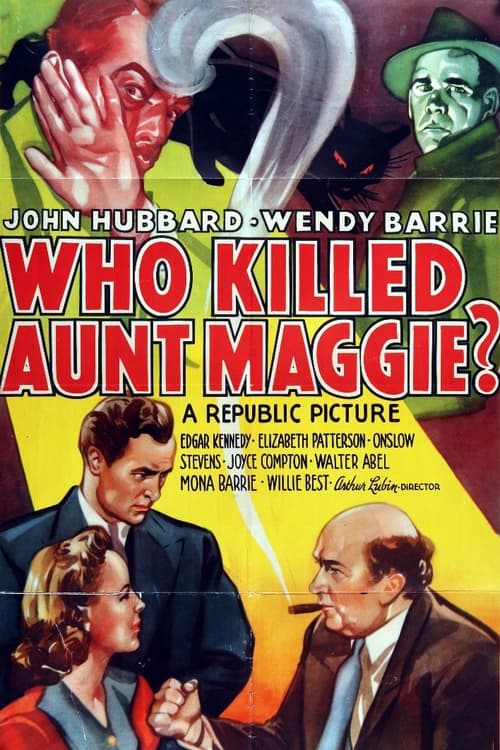 JOHN HUBBARD · WENDY BARRIE
WHO KILLED
AUNT MAGGIE?
A REPUBLIC PICTURE
EDGAR KENNEDY · ELIZABETH PATTERSON · ONSLOW
STEVENS · JOYCE COMPTON · WALTER ABEL
MONA BARRIE · WILLIE BEST · Arthur Lubin-DIRECTOR